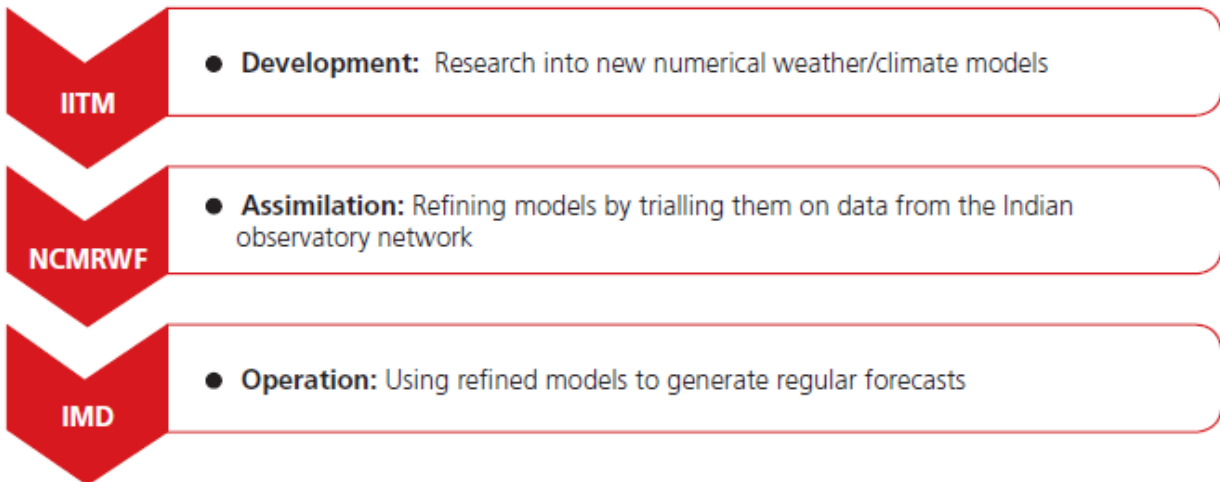 IITM
● Development: Research into new numerical weather/climate models
NCMRWF
● Assimilation: Refining models by trialling them on data from the Indian
observatory network
IMD
● Operation: Using refined models to generate regular forecasts